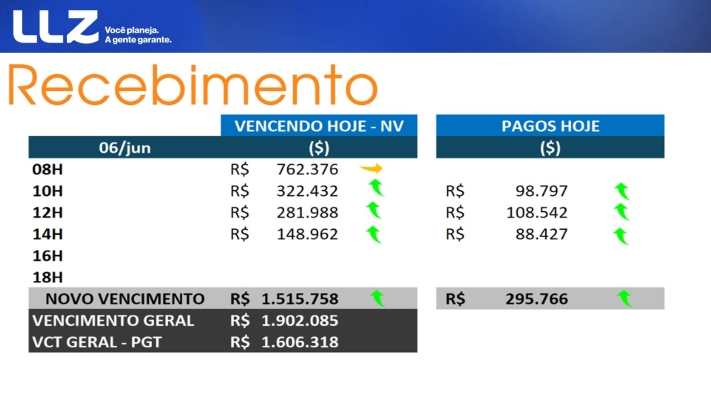 LLZ Você planeja.
A gente garante.
Recebimento
VENCENDO HOJE - NV PAGOS HOJE
06/jun ($) ($)
08H R$ 762.376
10H R$ 322.432 R$ 98.797
12H R$ 281.988 R$ 108.542
14H R$ 148.962 R$ 88.427
16H
18H
NOVO VENCIMENTO R$ 1.515.758 R$ 295.766
VENCIMENTO GERAL R$ 1.902.085
VCT GERAL - PGT R$ 1.606.318